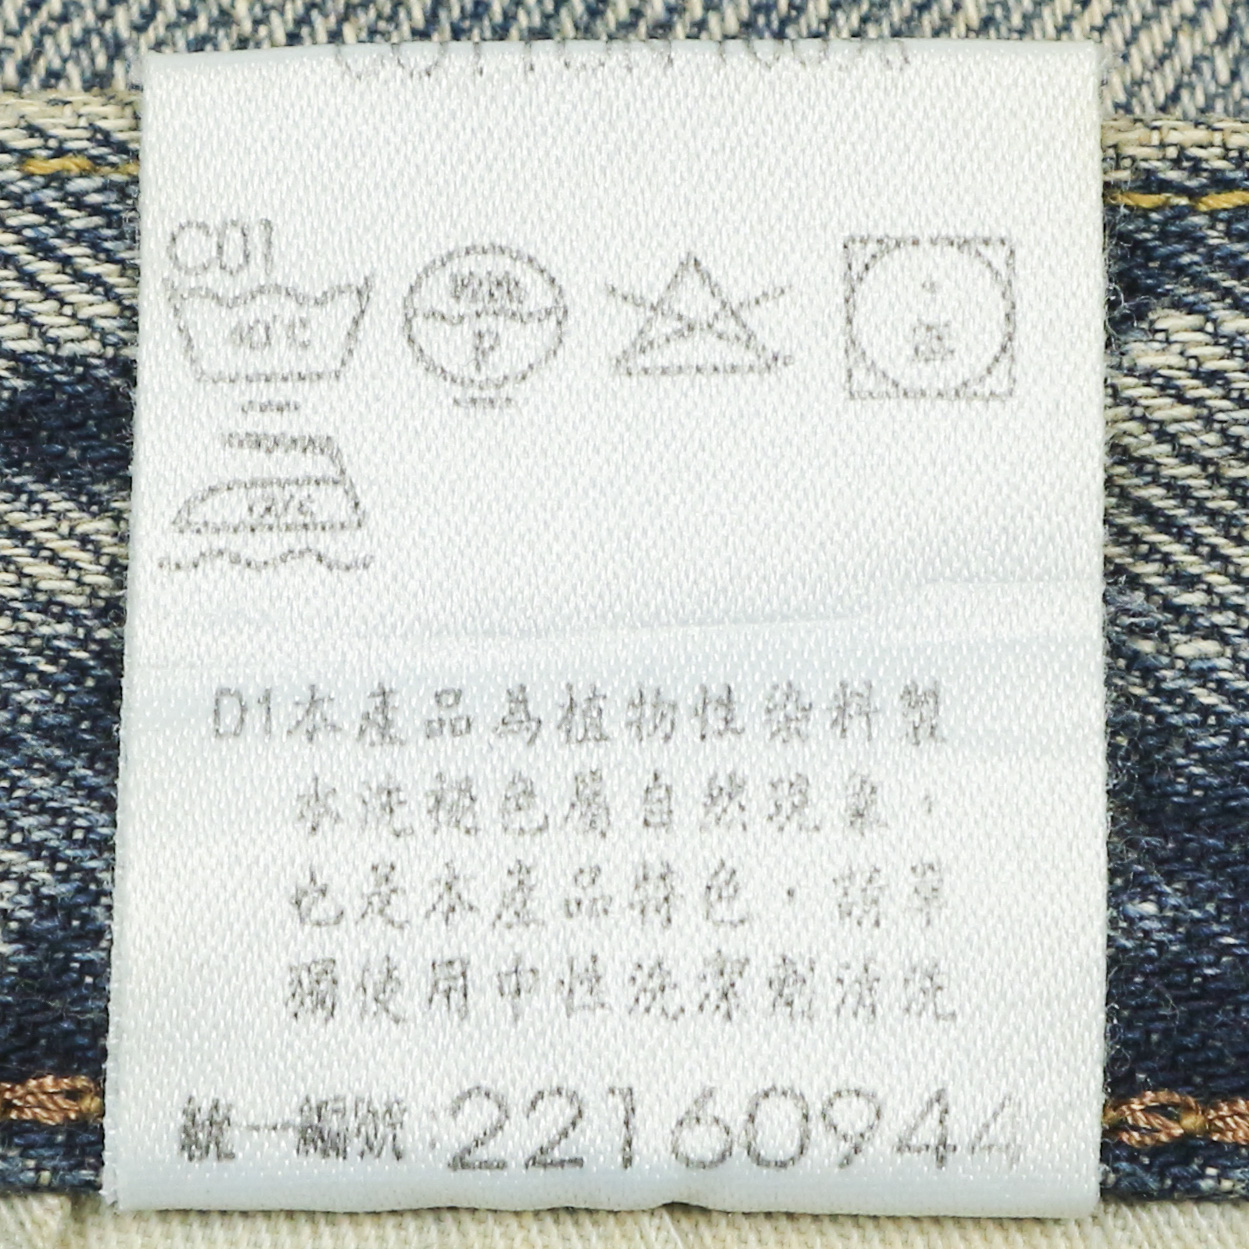 C01
40℃
P
D1本產品為植物性染料製
水洗褪色屬自然現象，
也是本產品特色．請單
獨使用中性洗潔劑清洗
統一編號 22160944